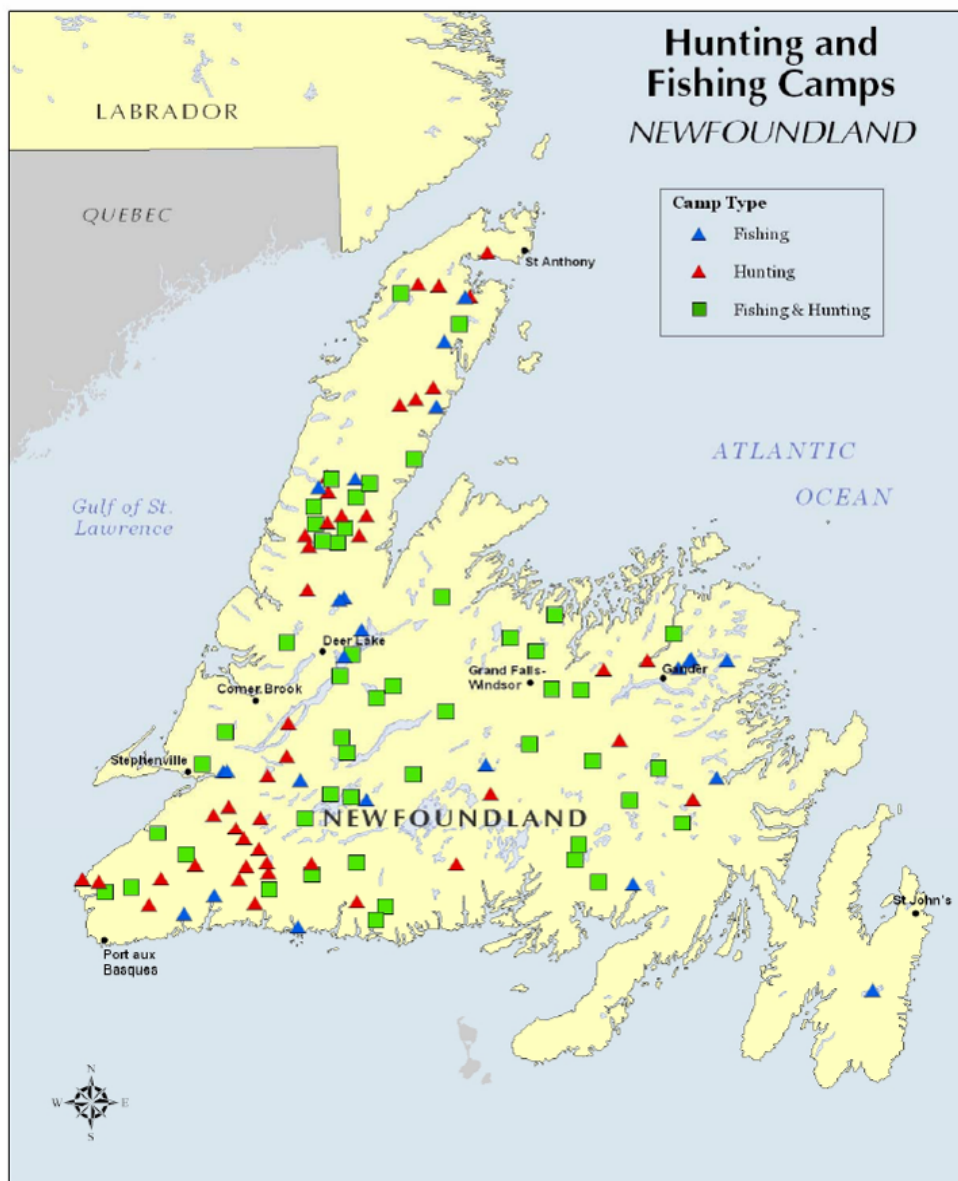 Hunting and
Fishing Camps
NEWFOUNDLAND
LABRADOR
QUEBEC
Camp Type
Fishing
Hunting
Fishing & Hunting
St Anthony
ATLANTIC
OCEAN
Gulf of St.
Lawrence
Deer Lake
Grand Falls-
Windsor
Gander
Corner Brook
Stephenville
NEWFOUNDLAND
St John's
Port aux
Basques
N
W E
S